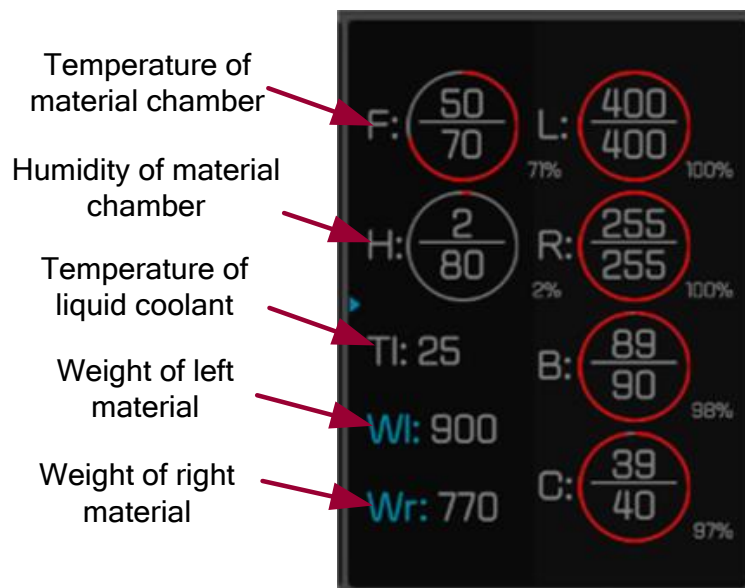 Temperature of
material chamber
Humidity of material
chamber
Temperature of
liquid coolant
Weight of left
material
Weight of right
material
F: 50
70
71%
L: 400
400
100%
H: 2
80
2%
R: 255
255
100%
Tl: 25
B: 89
90
98%
Wl: 900
C: 39
40
97%
Wr: 770